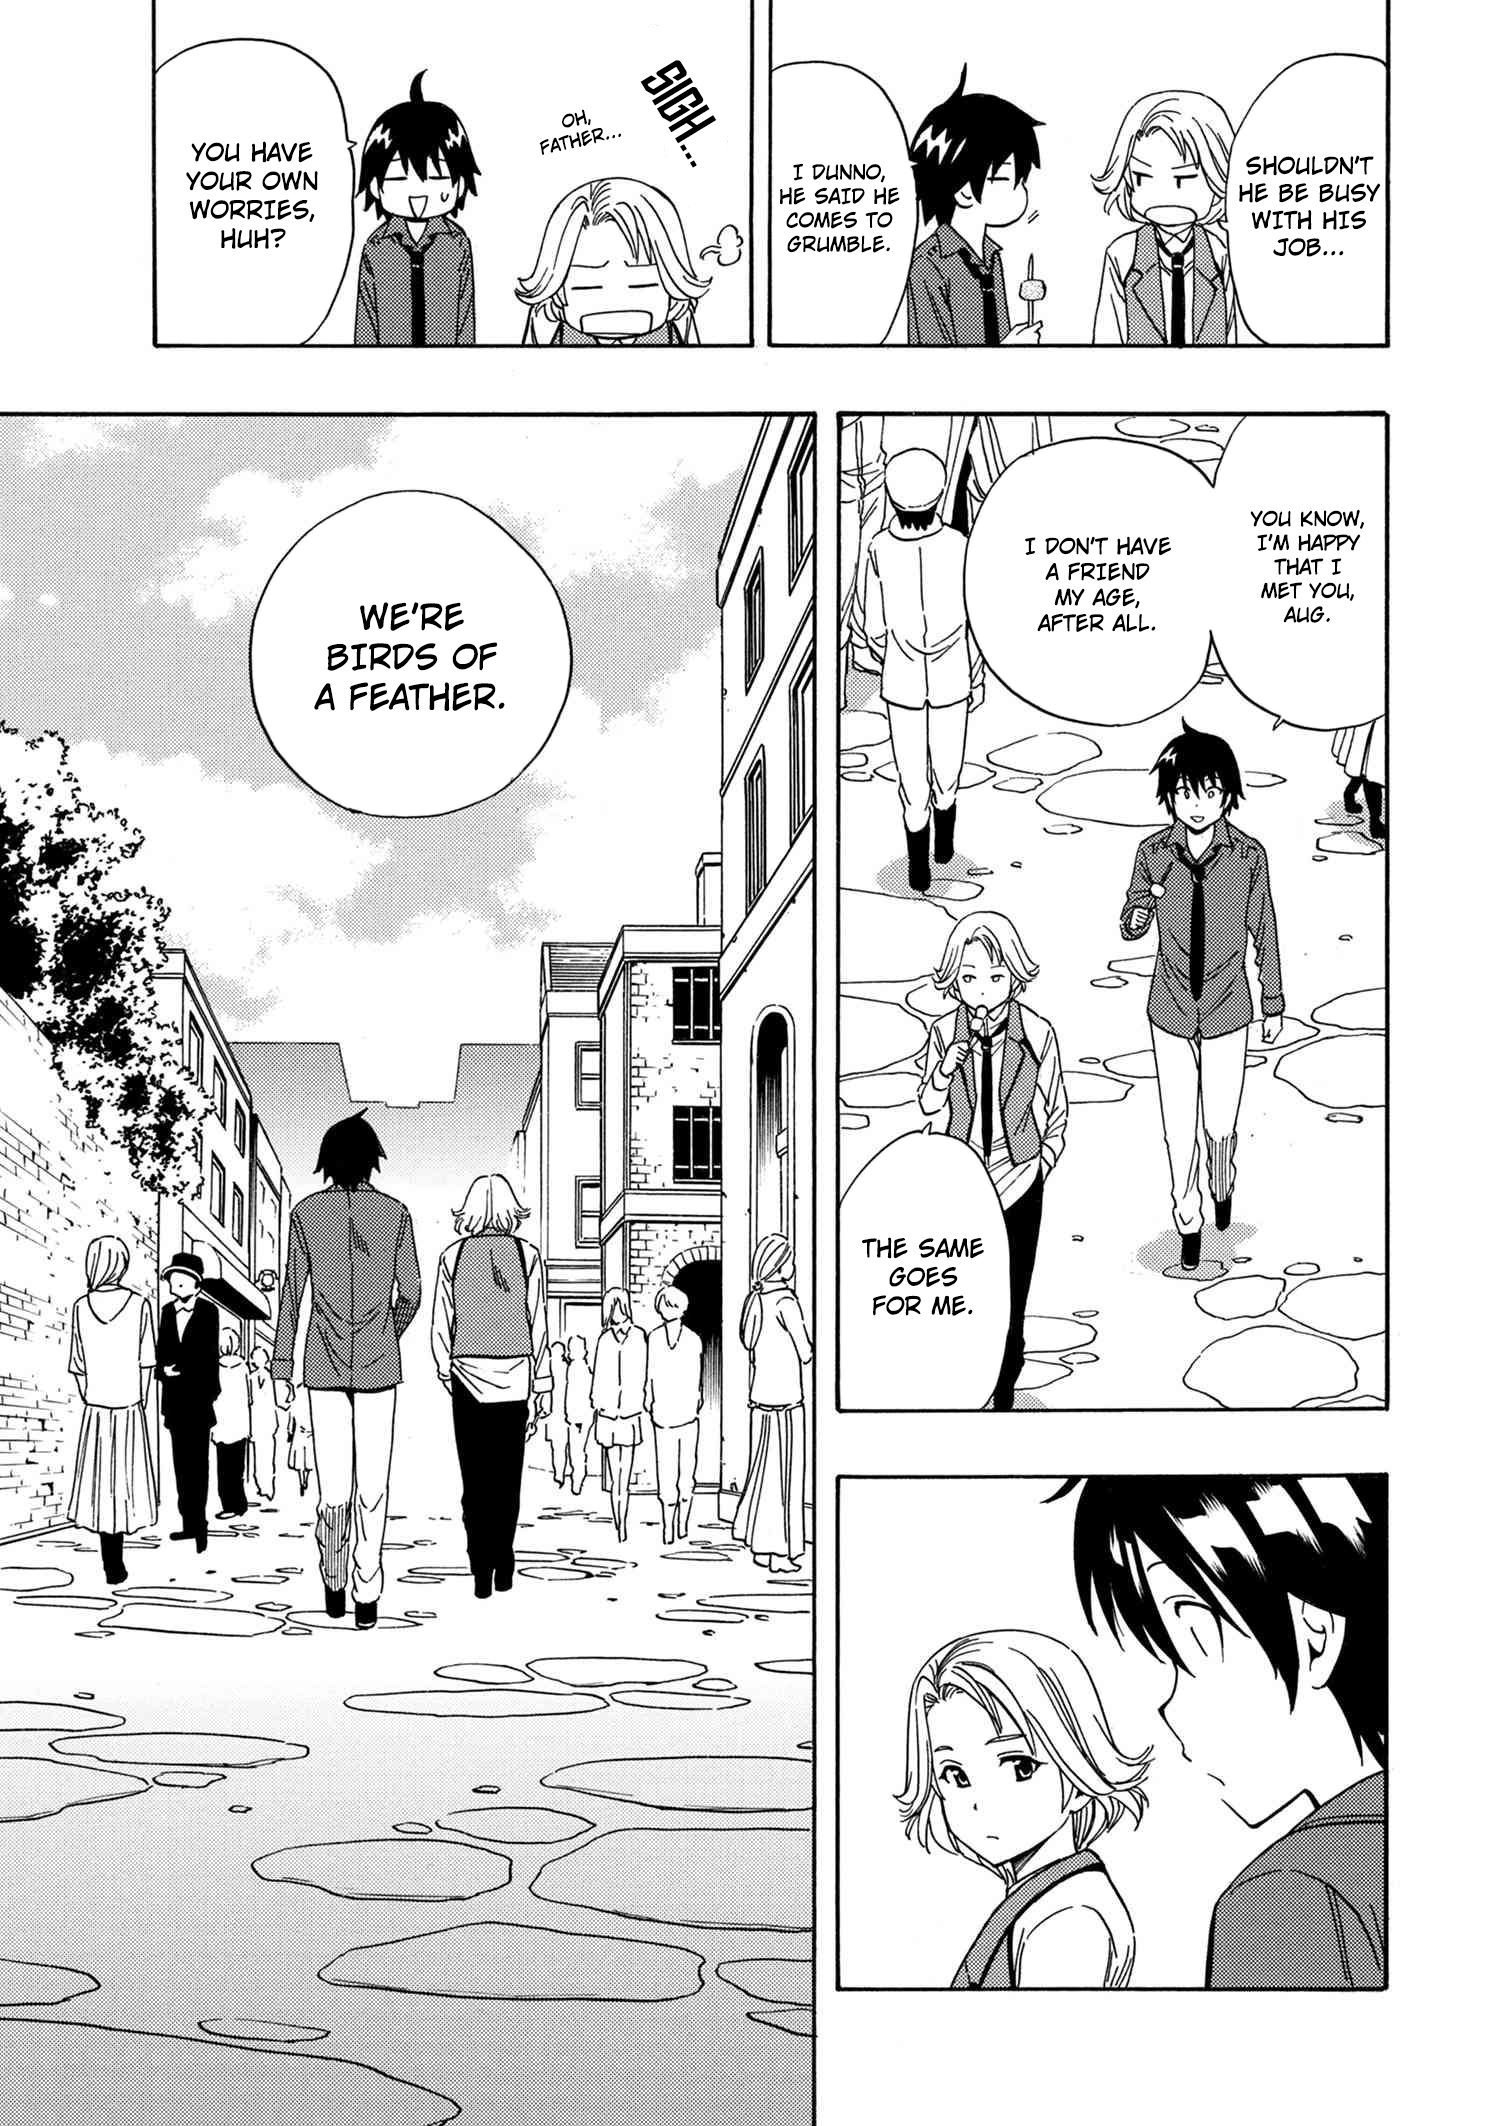 SHOULDN'T
HE BE BUSY
WITH HIS
JOB...
I DUNNO,
HE SAID HE
COMES TO
GRUMBLE.
SIGH...
OH,
FATHER...
YOU HAVE
YOUR OWN
WORRIES,
HUH?
YOU KNOW,
I'M HAPPY
THAT I
MET YOU,
AUG.
I DON'T HAVE
A FRIEND
MY AGE,
AFTER ALL.
THE SAME
GOES
FOR ME.
WE'RE
BIRDS OF
A FEATHER.